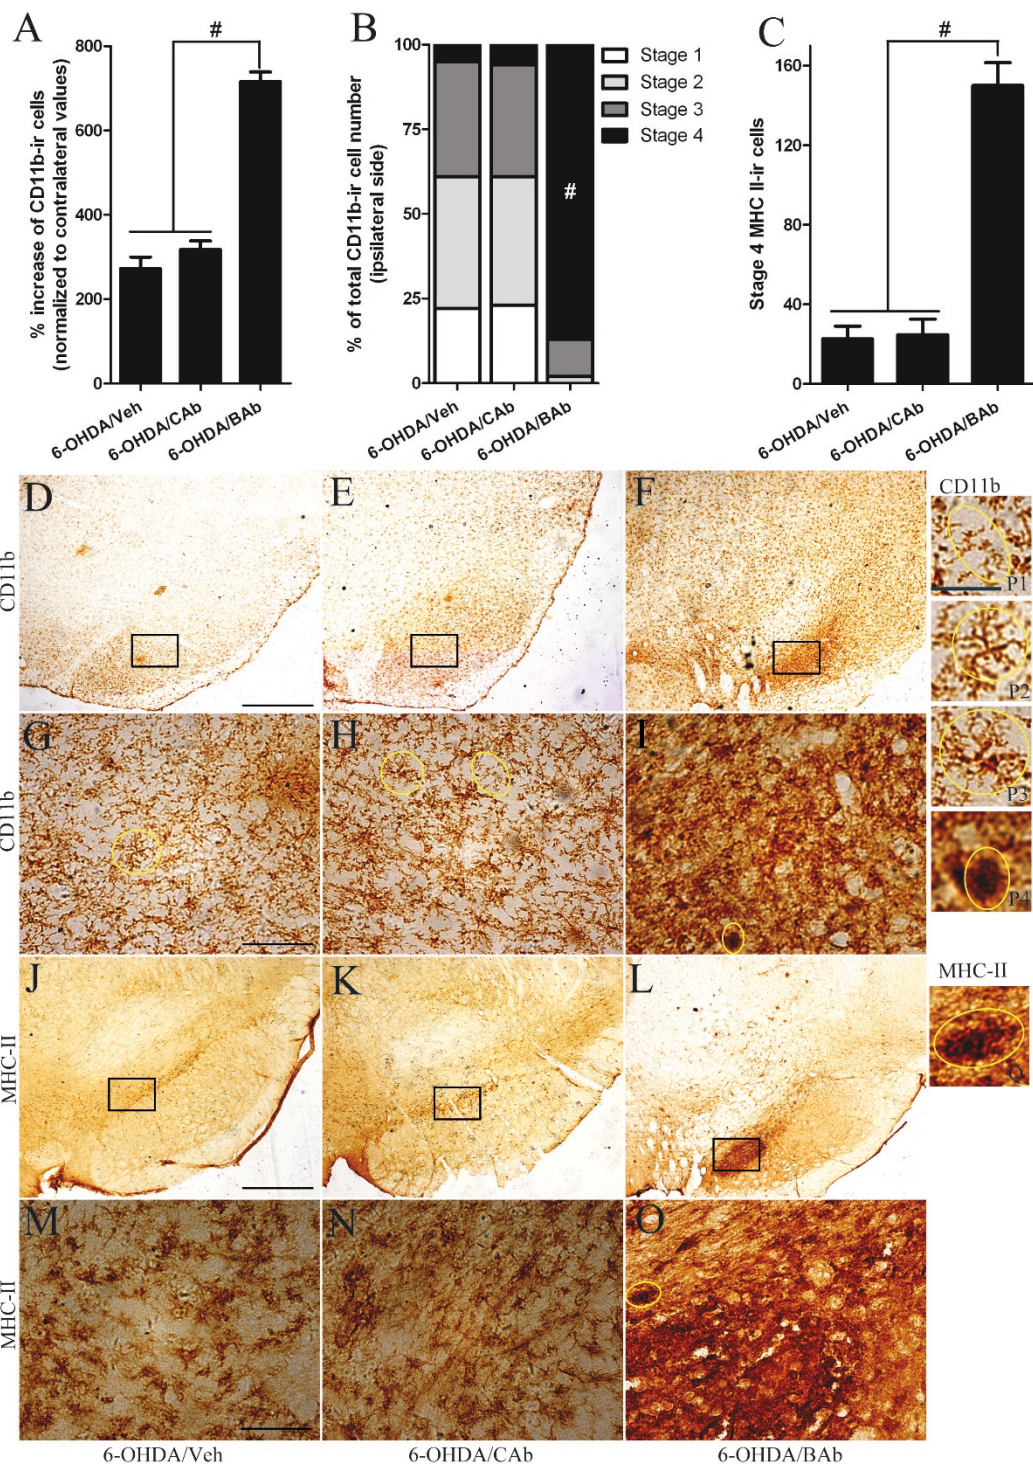 A
% increase of CD11b-ir cells
(normalized to contralateral values)
800
600
400
200
0
#
6-OHDA/Veh
6-OHDA/CAb
6-OHDA/BAb
B
% of total CD11b-ir cell number
(ipsilateral side)
100
75
50
25
0
#
6-OHDA/Veh
6-OHDA/CAb
6-OHDA/BAb
Stage 1
Stage 2
Stage 3
Stage 4
C
Stage 4 MHC II-ir cells
160
120
80
40
0
#
6-OHDA/Veh
6-OHDA/CAb
6-OHDA/BAb
CD11b
D
E
F
CD11b
P1
P2
CD11b
G
H
I
P3
P4
MHC-II
J
K
L
MHC-II
Q
MHC-II
M
N
O
6-OHDA/Veh
6-OHDA/CAb
6-OHDA/BAb